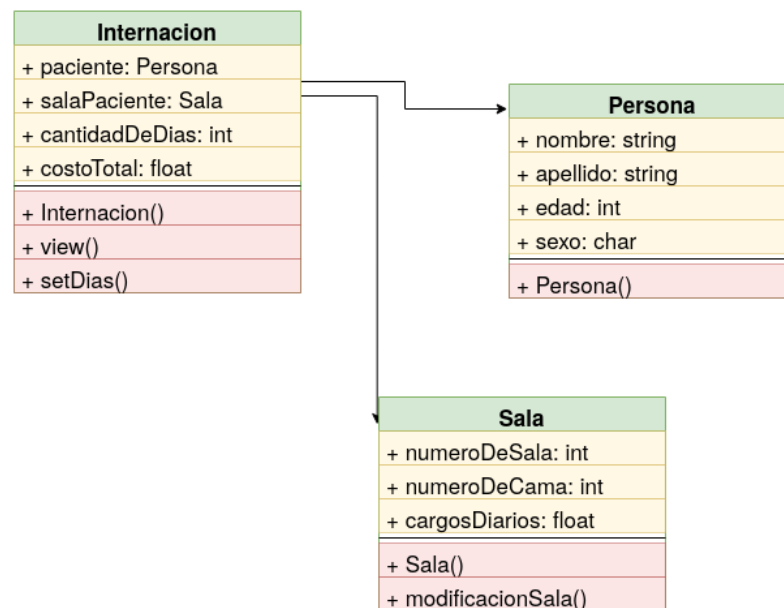 Internacion
+ paciente: Persona
+ salaPaciente: Sala
+ cantidadDeDias: int
+ costoTotal: float
+ Internacion()
+ view()
+ setDias()
Persona
+ nombre: string
+ apellido: string
+ edad: int
+ sexo: char
+ Persona()
Sala
+ numeroDeSala: int
+ numeroDeCama: int
+ cargosDiarios: float
+ Sala()
+ modificacionSala()